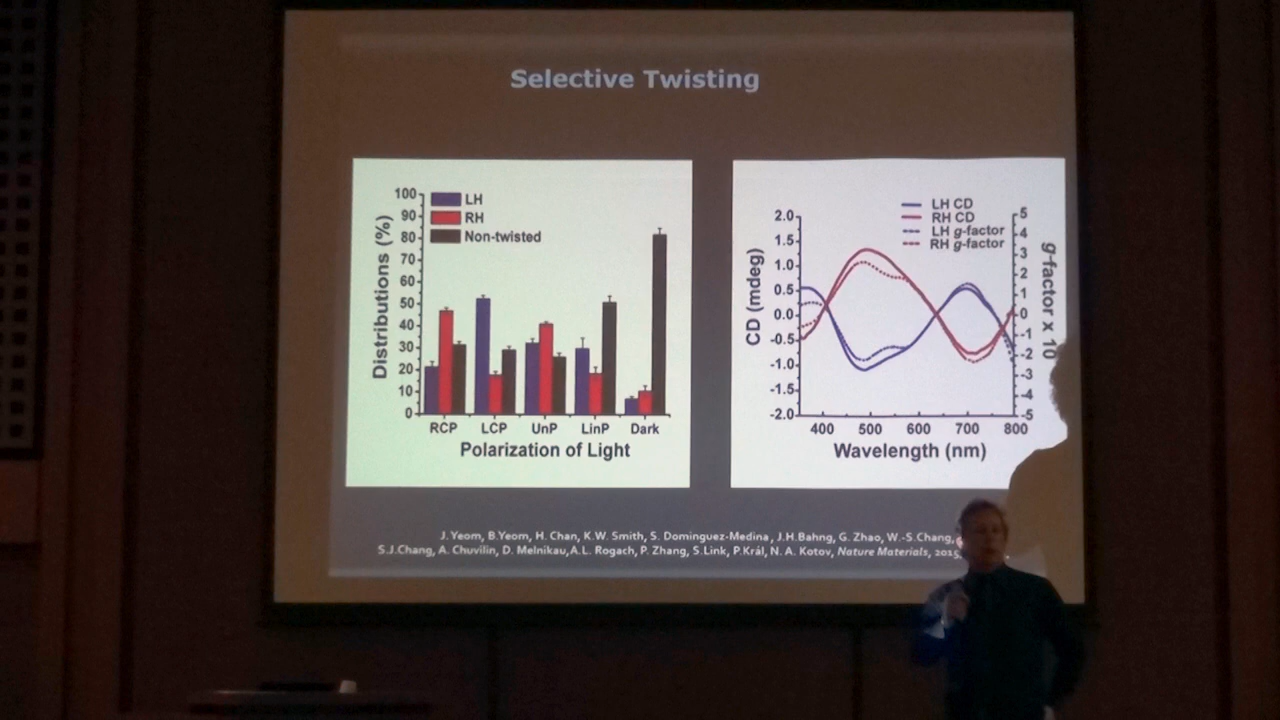 Selective Twisting
100
90
80
70
60
50
40
30
20
10
0
Distributions (%)
LH
RH
Non-twisted
RCP LCP UnP LinP Dark
Polarization of Light
LH CD
RH CD
LH g-factor
RH g-factor
2.0
1.5
1.0
0.5
0.0
-0.5
-1.0
-1.5
-2.0
CD (mdeg)
5
4
3
2
1
0
-1
-2
-3
-4
-5
g-factor x 10
400 500 600 700 800
Wavelength (nm)
J. Yeom, B. Yeom, H. Chan, K.W. Smith, S. Dominguez-Medina, J.H. Bahng, G. Zhao, W.-S. Chang,
S.J. Chang, A. Chuvilin, D. Melnikau, A.L. Rogach, P. Zhang, S. Link, P. Král, N. A. Kotov, Nature Materials, 2015